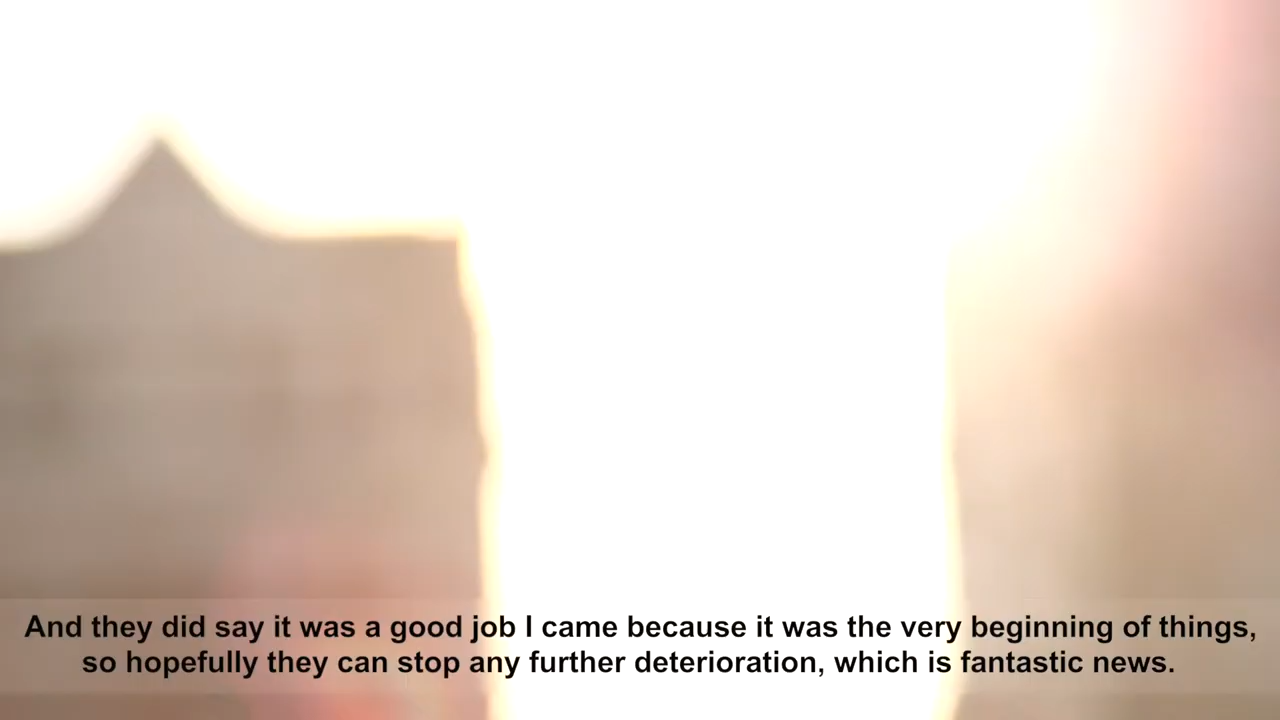 And they did say it was a good job I came because it was the very beginning of things,
so hopefully they can stop any further deterioration, which is fantastic news.